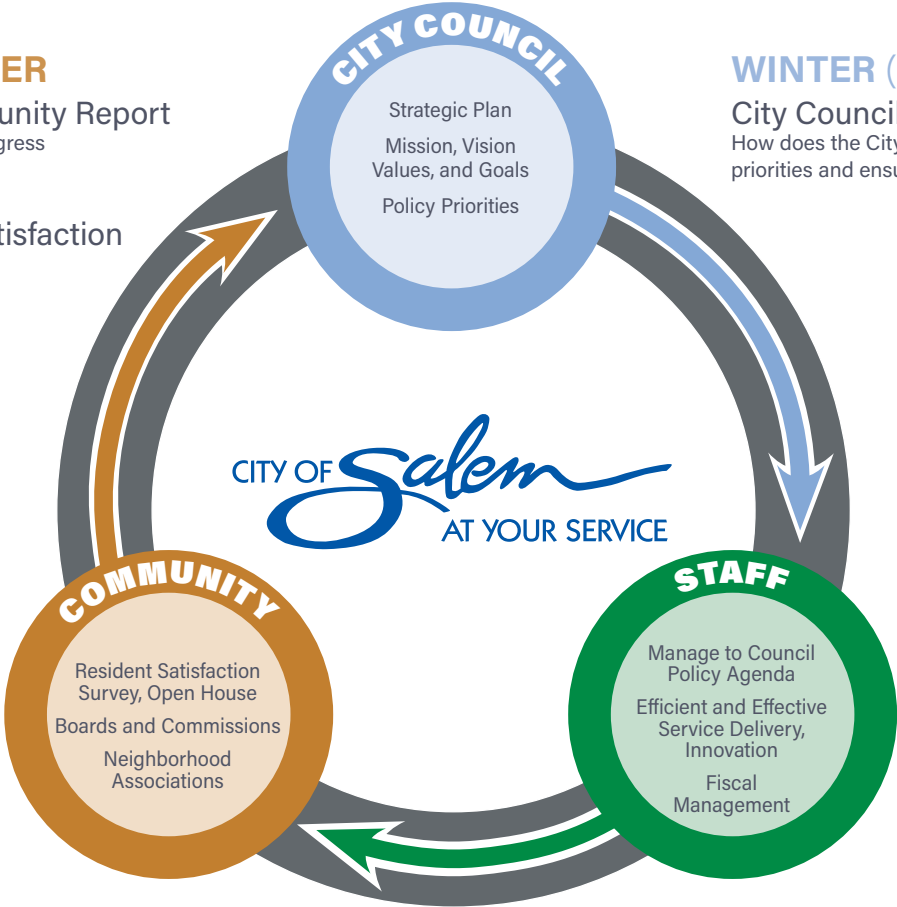 CITY COUNCIL
Strategic Plan
Mission, Vision
Values, and Goals
Policy Priorities
ER
unity Report
gress
tisfaction
WINTER (
City Council
How does the City
priorities and ensu
CITY OF Salem
AT YOUR SERVICE
COMMUNITY
Resident Satisfaction
Survey, Open House
Boards and Commissions
Neighborhood
Associations
STAFF
Manage to Council
Policy Agenda
Efficient and Effective
Service Delivery,
Innovation
Fiscal
Management